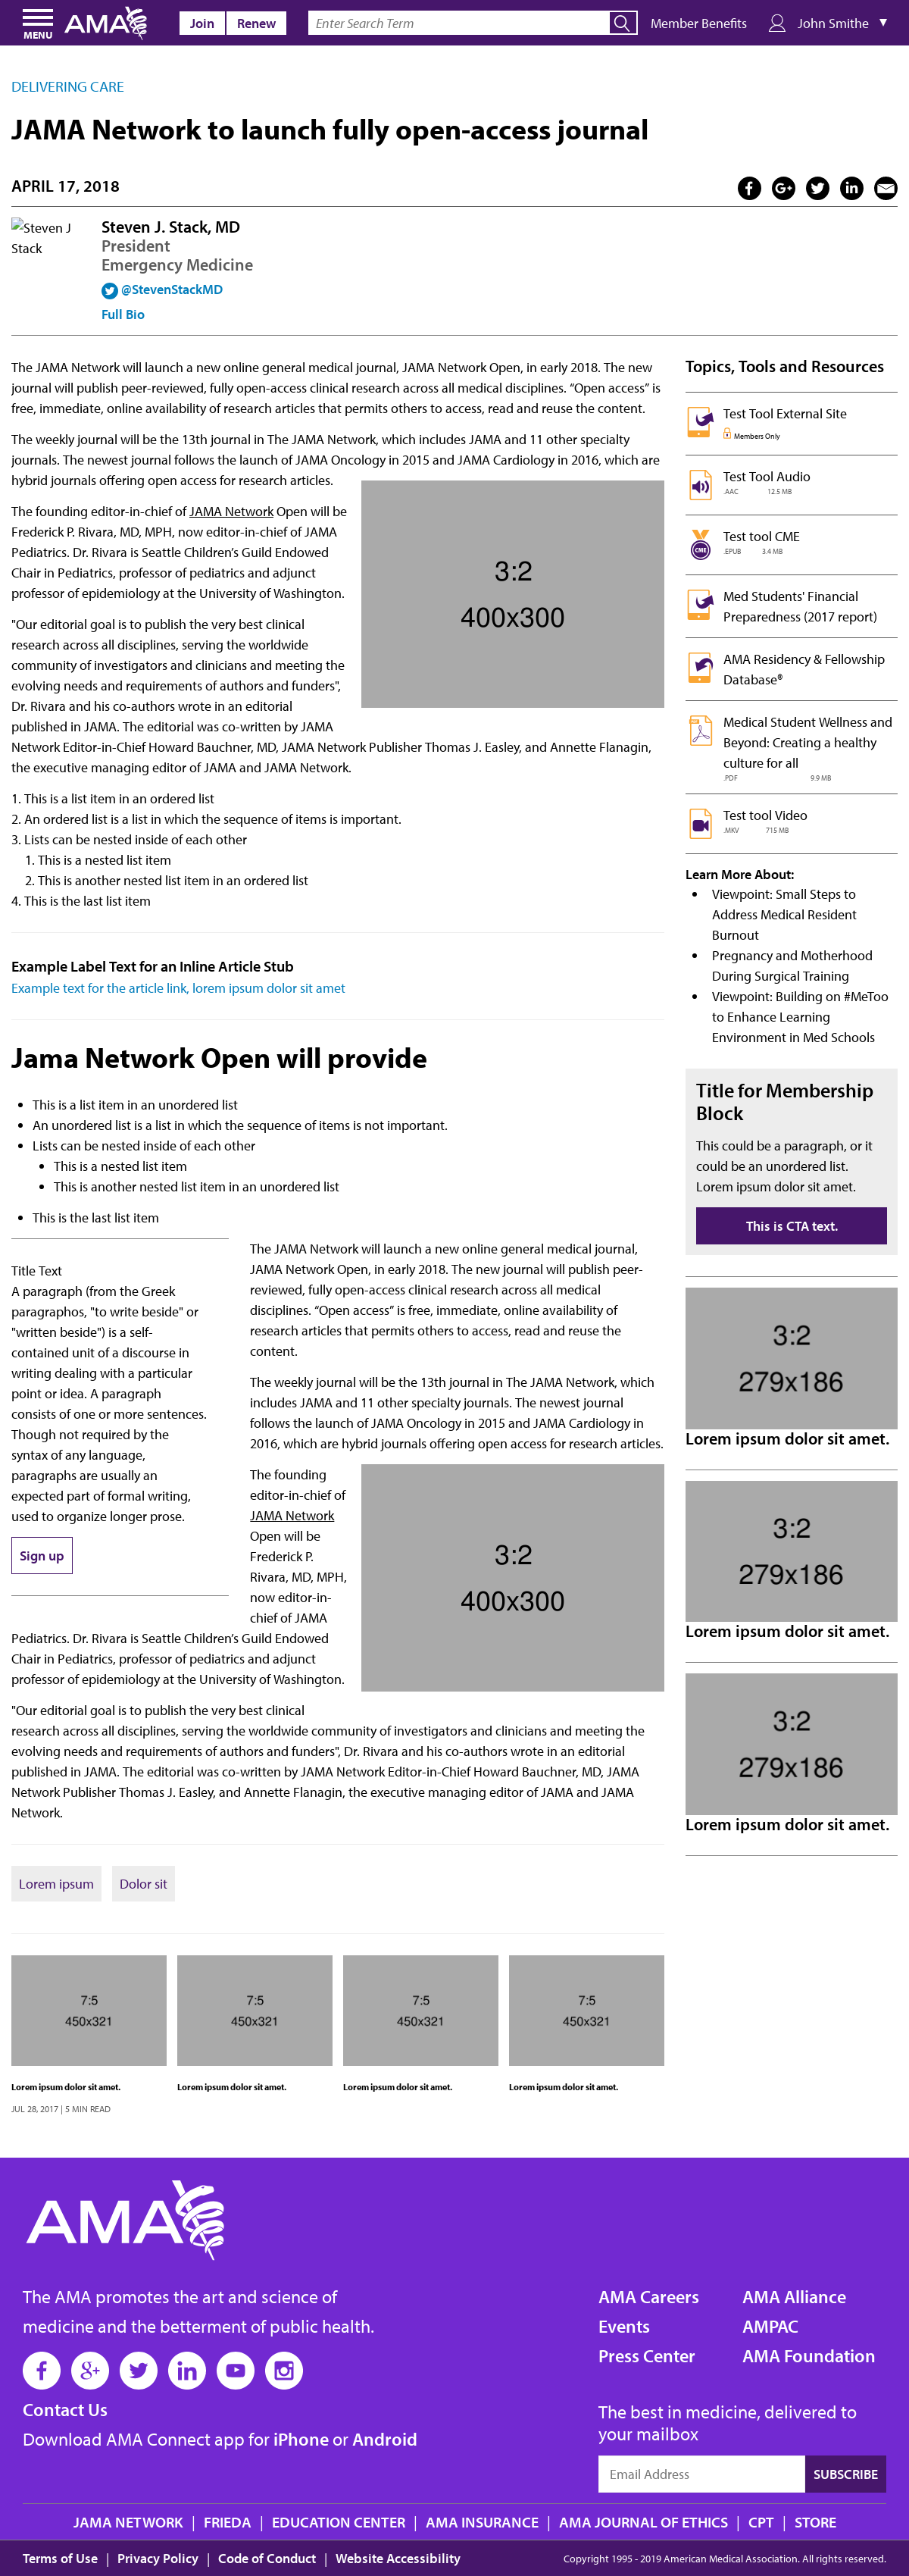 MENU
AMA
Join
Renew
Enter Search Term
Member Benefits
John Smithe ▼
DELIVERING CARE
JAMA Network to launch fully open-access journal
APRIL 17, 2018
Steven J
Stack
Steven J. Stack, MD
President
Emergency Medicine
@StevenStackMD
Full Bio
The JAMA Network will launch a new online general medical journal, JAMA Network Open, in early 2018. The new
journal will publish peer-reviewed, fully open-access clinical research across all medical disciplines. “Open access” is
free, immediate, online availability of research articles that permits others to access, read and reuse the content.
The weekly journal will be the 13th journal in The JAMA Network, which includes JAMA and 11 other specialty
journals. The newest journal follows the launch of JAMA Oncology in 2015 and JAMA Cardiology in 2016, which are
hybrid journals offering open access for research articles.
The founding editor-in-chief of JAMA Network Open will be
Frederick P. Rivara, MD, MPH, now editor-in-chief of JAMA
Pediatrics. Dr. Rivara is Seattle Children’s Guild Endowed
Chair in Pediatrics, professor of pediatrics and adjunct
professor of epidemiology at the University of Washington.
3:2
400x300
"Our editorial goal is to publish the very best clinical
research across all disciplines, serving the worldwide
community of investigators and clinicians and meeting the
evolving needs and requirements of authors and funders",
Dr. Rivara and his co-authors wrote in an editorial
published in JAMA. The editorial was co-written by JAMA
Network Editor-in-Chief Howard Bauchner, MD, JAMA Network Publisher Thomas J. Easley, and Annette Flanagin,
the executive managing editor of JAMA and JAMA Network.
1. This is a list item in an ordered list
2. An ordered list is a list in which the sequence of items is important.
3. Lists can be nested inside of each other
1. This is a nested list item
2. This is another nested list item in an ordered list
4. This is the last list item
Example Label Text for an Inline Article Stub
Example text for the article link, lorem ipsum dolor sit amet
Jama Network Open will provide
• This is a list item in an unordered list
• An unordered list is a list in which the sequence of items is not important.
• Lists can be nested inside of each other
• This is a nested list item
• This is another nested list item in an unordered list
• This is the last list item
Title Text
A paragraph (from the Greek
paragraphos, "to write beside" or
"written beside") is a self-
contained unit of a discourse in
writing dealing with a particular
point or idea. A paragraph
consists of one or more sentences.
Though not required by the
syntax of any language,
paragraphs are usually an
expected part of formal writing,
used to organize longer prose.
Sign up
The JAMA Network will launch a new online general medical journal,
JAMA Network Open, in early 2018. The new journal will publish peer-
reviewed, fully open-access clinical research across all medical
disciplines. “Open access” is free, immediate, online availability of
research articles that permits others to access, read and reuse the
content.
The weekly journal will be the 13th journal in The JAMA Network, which
includes JAMA and 11 other specialty journals. The newest journal
follows the launch of JAMA Oncology in 2015 and JAMA Cardiology in
2016, which are hybrid journals offering open access for research articles.
The founding
editor-in-chief of
JAMA Network
Open will be
Frederick P.
Rivara, MD, MPH,
now editor-in-
chief of JAMA
Pediatrics. Dr. Rivara is Seattle Children’s Guild Endowed
Chair in Pediatrics, professor of pediatrics and adjunct
professor of epidemiology at the University of Washington.
3:2
400x300
"Our editorial goal is to publish the very best clinical
research across all disciplines, serving the worldwide community of investigators and clinicians and meeting the
evolving needs and requirements of authors and funders", Dr. Rivara and his co-authors wrote in an editorial
published in JAMA. The editorial was co-written by JAMA Network Editor-in-Chief Howard Bauchner, MD, JAMA
Network Publisher Thomas J. Easley, and Annette Flanagin, the executive managing editor of JAMA and JAMA
Network.
Lorem ipsum
Dolor sit
7:5
450x321
7:5
450x321
7:5
450x321
7:5
450x321
Lorem ipsum dolor sit amet.
Lorem ipsum dolor sit amet.
Lorem ipsum dolor sit amet.
Lorem ipsum dolor sit amet.
JUL 28, 2017 | 5 MIN READ
Topics, Tools and Resources
Test Tool External Site
Members Only
Test Tool Audio
.AAC 12.5 MB
CME
Test tool CME
.EPUB 3.4 MB
Med Students' Financial
Preparedness (2017 report)
AMA Residency & Fellowship
Database®
Medical Student Wellness and
Beyond: Creating a healthy
culture for all
.PDF 9.9 MB
Test tool Video
.MKV 715 MB
Learn More About:
• Viewpoint: Small Steps to
Address Medical Resident
Burnout
• Pregnancy and Motherhood
During Surgical Training
• Viewpoint: Building on #MeToo
to Enhance Learning
Environment in Med Schools
Title for Membership
Block
This could be a paragraph, or it
could be an unordered list.
Lorem ipsum dolor sit amet.
This is CTA text.
3:2
279x186
Lorem ipsum dolor sit amet.
3:2
279x186
Lorem ipsum dolor sit amet.
3:2
279x186
Lorem ipsum dolor sit amet.
AMA
The AMA promotes the art and science of
medicine and the betterment of public health.
Contact Us
Download AMA Connect app for iPhone or Android
AMA Careers
Events
Press Center
AMA Alliance
AMPAC
AMA Foundation
The best in medicine, delivered to
your mailbox
Email Address
SUBSCRIBE
JAMA NETWORK | FRIEDA | EDUCATION CENTER | AMA INSURANCE | AMA JOURNAL OF ETHICS | CPT | STORE
Terms of Use | Privacy Policy | Code of Conduct | Website Accessibility
Copyright 1995 - 2019 American Medical Association. All rights reserved.